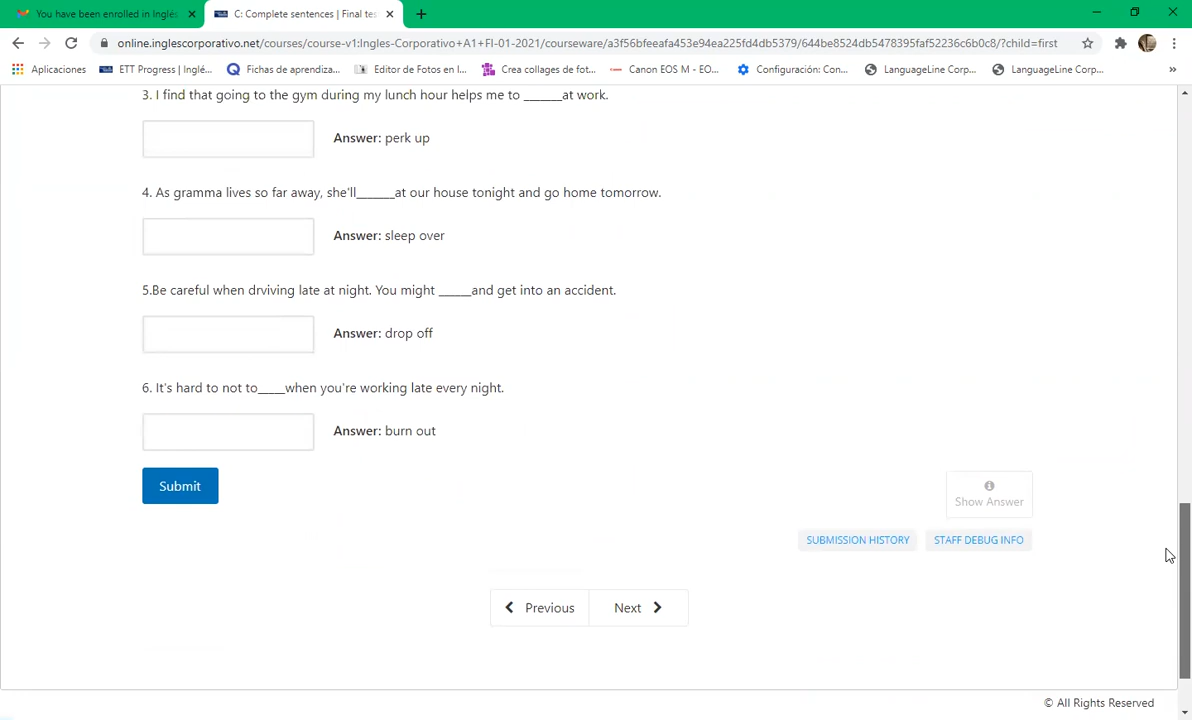 You have been enrolled in Inglés
C: Complete sentences | Final te
online.inglescorporativo.net/courses/course-v1:Ingles-Corporativo+A1+FI-01-2021/courseware/a3f56bfeeafa453e94ea225fd4db5379/644be8524db5478395faf52236c6b0c8/?child=first
Aplicaciones
ETT Progress | Inglé...
Fichas de aprendiza...
Editor de Fotos en l...
Crea collages de fot...
Canon EOS M - EO...
Configuración: Con...
LanguageLine Corp...
LanguageLine Corp...
3. I find that going to the gym during my lunch hour helps me to ______at work.
Answer: perk up
4. As gramma lives so far away, she'll______at our house tonight and go home tomorrow.
Answer: sleep over
5.Be careful when drviving late at night. You might _____and get into an accident.
Answer: drop off
6. It's hard to not to____when you're working late every night.
Answer: burn out
Submit
Show Answer
SUBMISSION HISTORY
STAFF DEBUG INFO
Previous
Next
© All Rights Reserved